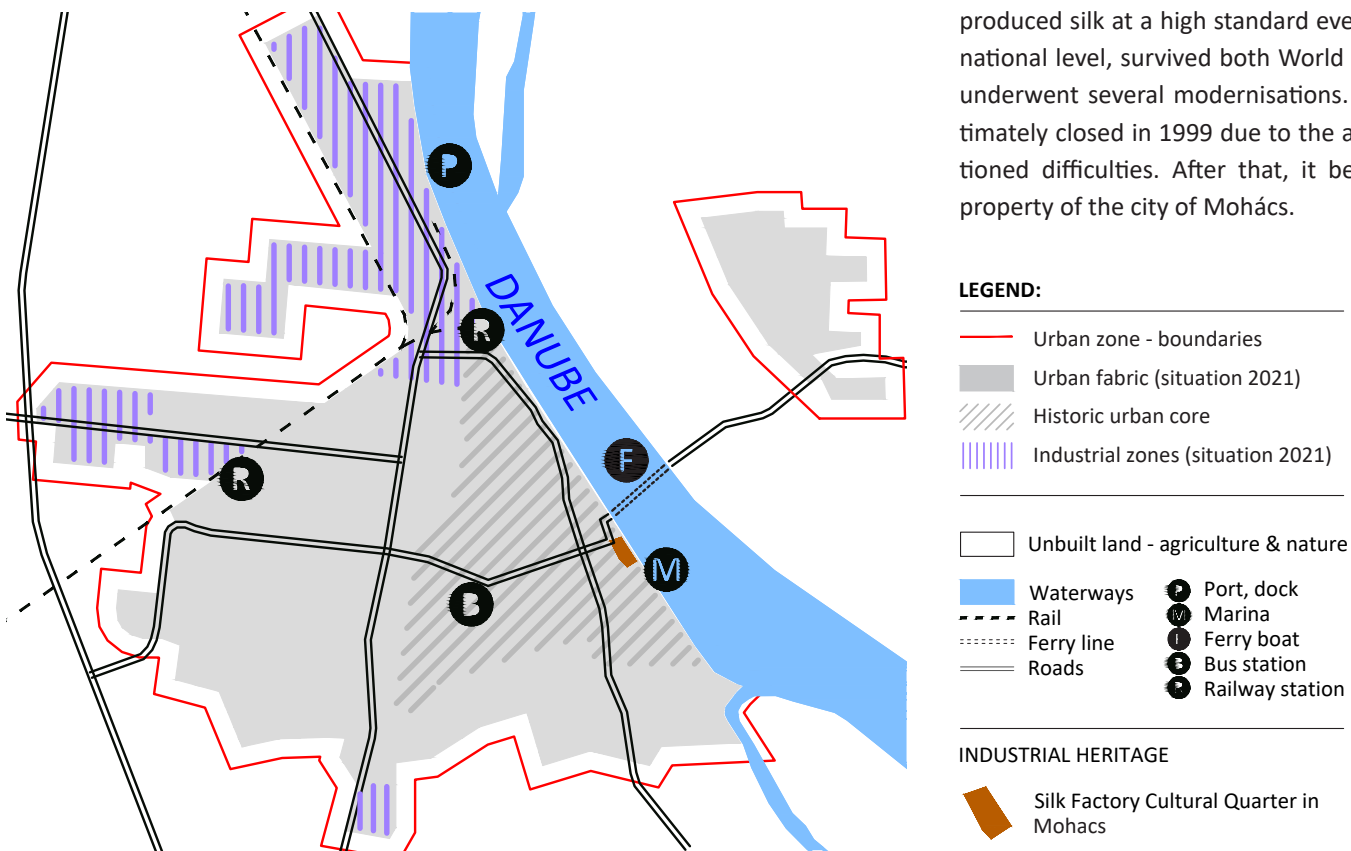 produced silk at a high standard eve
national level, survived both World
underwent several modernisations.
timately closed in 1999 due to the a
tioned difficulties. After that, it be
property of the city of Mohács.
LEGEND:
Urban zone - boundaries
Urban fabric (situation 2021)
Historic urban core
Industrial zones (situation 2021)
Unbuilt land - agriculture & nature
Waterways
Rail
Ferry line
Roads
P Port, dock
M Marina
F Ferry boat
B Bus station
R Railway station
INDUSTRIAL HERITAGE
Silk Factory Cultural Quarter in
Mohacs
P
DANUBE
R
F
R
M
B